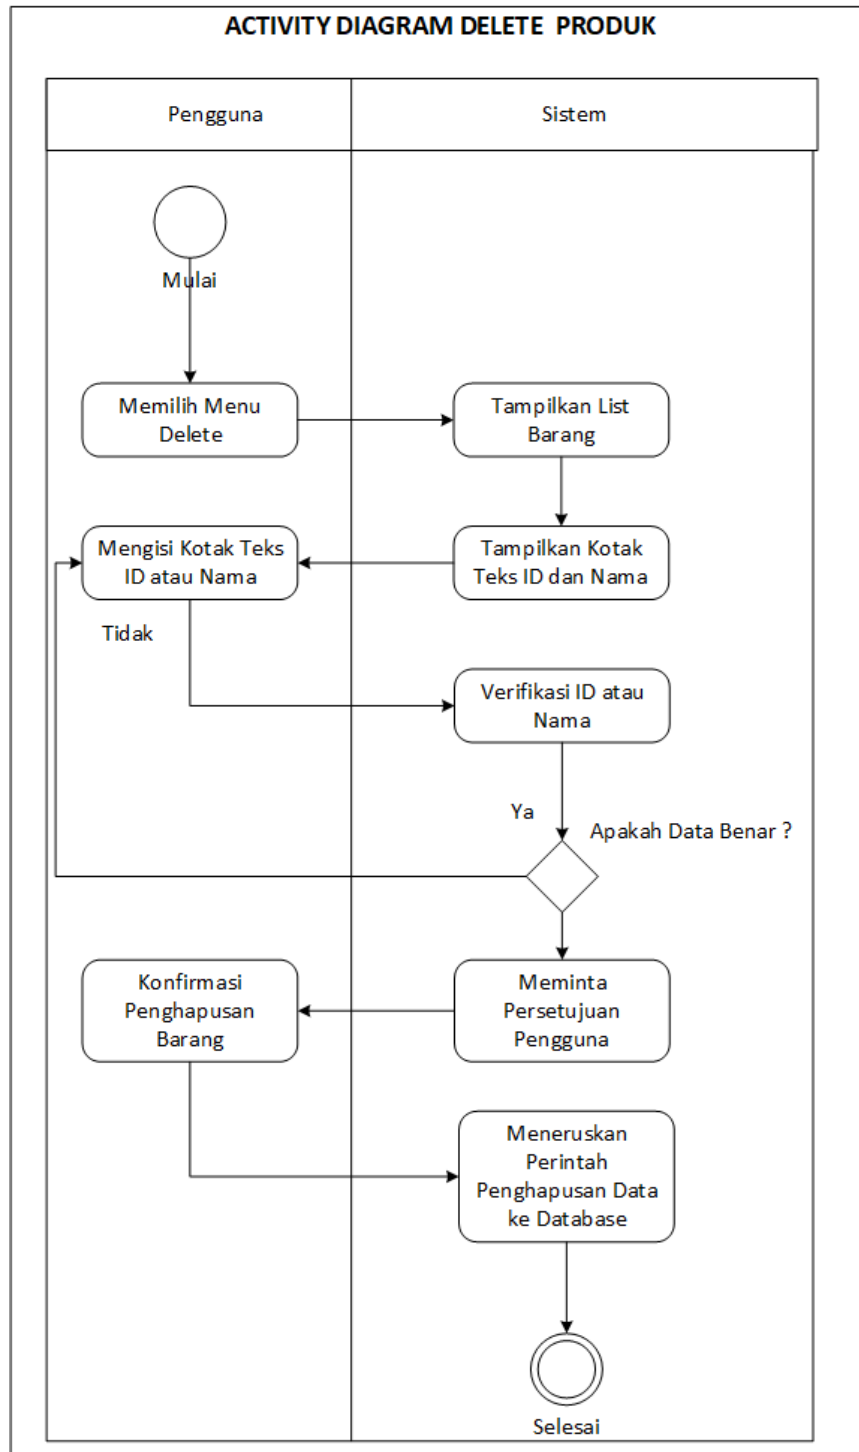 ACTIVITY DIAGRAM DELETE PRODUK
Pengguna
Sistem
Mulai
Memilih Menu
Delete
Tampilkan List
Barang
Mengisi Kotak Teks
ID atau Nama
Tampilkan Kotak
Teks ID dan Nama
Tidak
Verifikasi ID atau
Nama
Ya
Apakah Data Benar ?
Konfirmasi
Penghapusan
Barang
Meminta
Persetujuan
Pengguna
Meneruskan
Perintah
Penghapusan Data
ke Database
Selesai